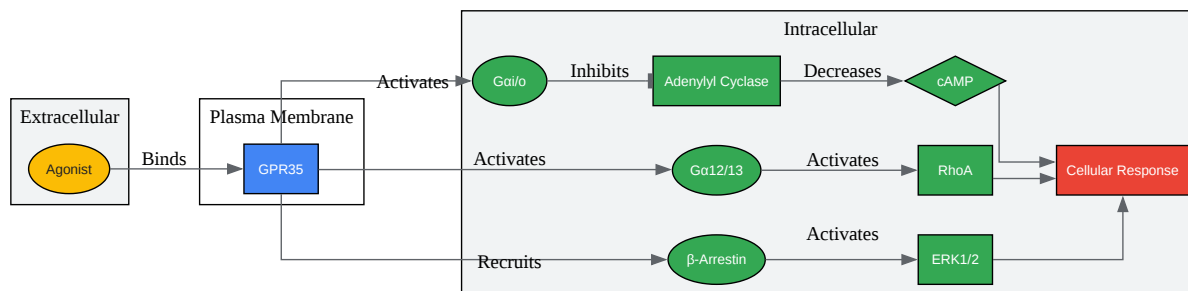 Intracellular
Activates
Gαi/o
Inhibits
Adenylyl Cyclase
Decreases
cAMP
Extracellular
Plasma Membrane
Agonist
Binds
GPR35
Activates
Gα12/13
Activates
RhoA
Cellular Response
Recruits
β-Arrestin
Activates
ERK1/2